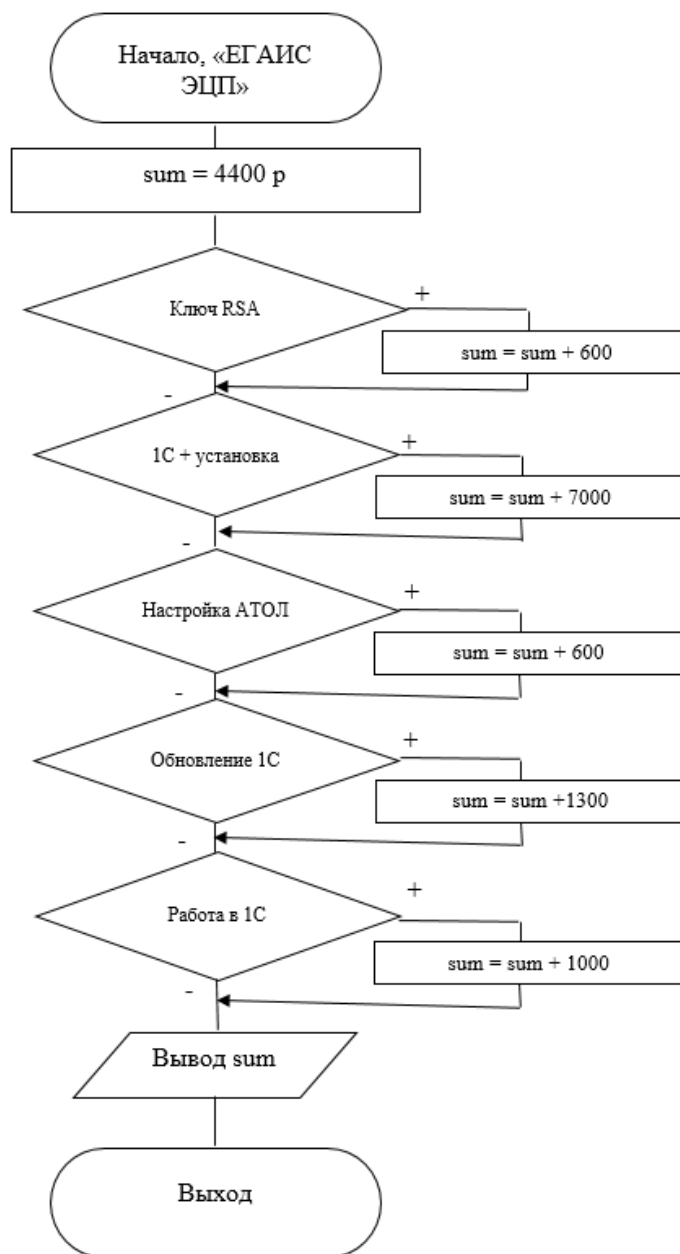 Начало, «ЕГАИС
ЭЦП»
sum = 4400 р
Ключ RSA
+
sum = sum + 600
-
1С + установка
+
sum = sum + 7000
-
Настройка АТОЛ
+
sum = sum + 600
-
Обновление 1С
+
sum = sum +1300
-
Работа в 1С
+
sum = sum + 1000
-
Вывод sum
Выход